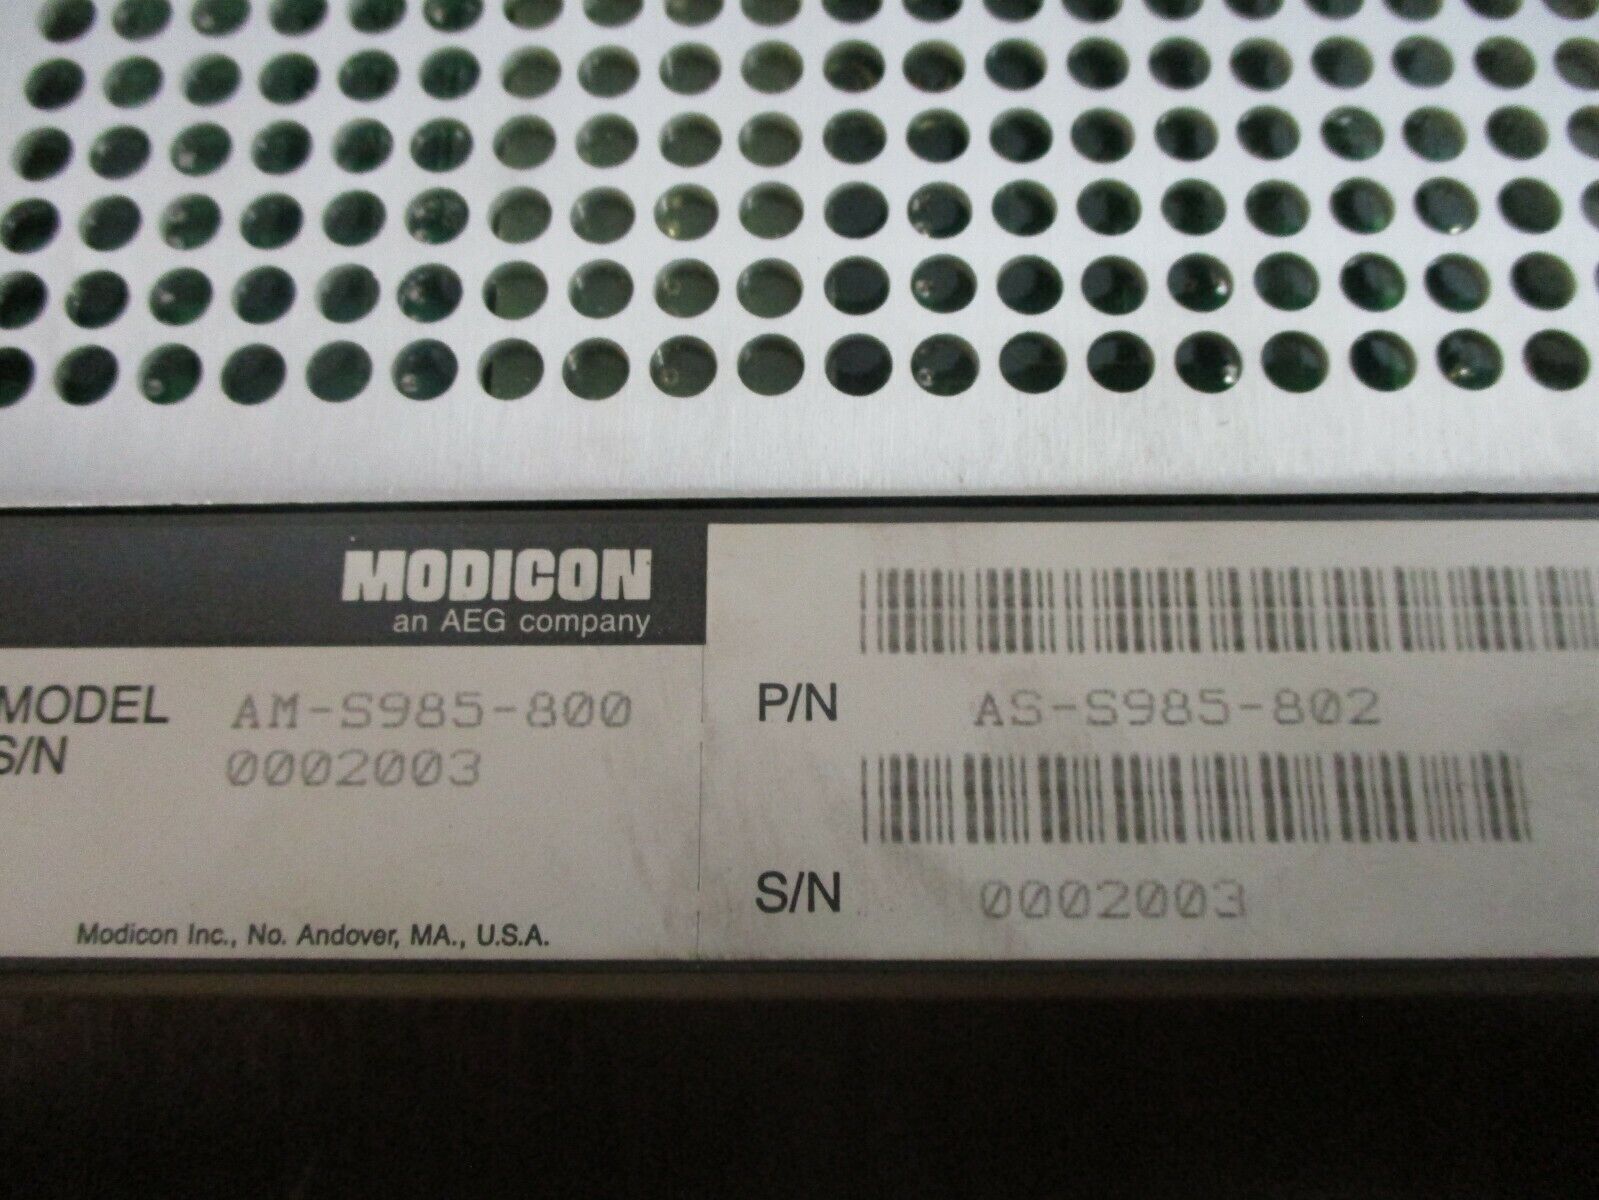 MODICON
an AEG company
MODEL AM-S985-800
S/N 0002003
Modicon Inc., No. Andover, MA., U.S.A.
P/N AS-S985-802
S/N 0002003